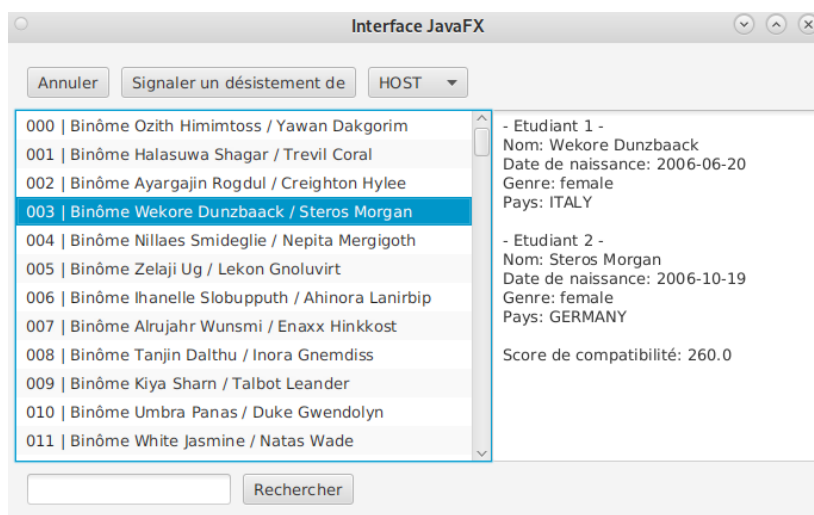 Interface JavaFX
Annuler Signaler un désistement de HOST
000 | Binôme Ozith Himimtoss / Yawan Dakgorim
001 | Binôme Halasuwa Shagar / Trevil Coral
002 | Binôme Ayargajin Rogdul / Creighton Hylee
003 | Binôme Wekore Dunzbaack / Steros Morgan
004 | Binôme Nillaes Smideglie / Nepita Mergigoth
005 | Binôme Zelaji Ug / Lekon Gnoluvirt
006 | Binôme Ihanelle Slobupputh / Ahinora Lanirbip
007 | Binôme Alrujahr Wunsmi / Enaxx Hinkkost
008 | Binôme Tanjin Dalthu / Inora Gnemdiss
009 | Binôme Kiya Sharn / Talbot Leander
010 | Binôme Umbra Panas / Duke Gwendolyn
011 | Binôme White Jasmine / Natas Wade
- Etudiant 1 -
Nom: Wekore Dunzbaack
Date de naissance: 2006-06-20
Genre: female
Pays: ITALY
- Etudiant 2 -
Nom: Steros Morgan
Date de naissance: 2006-10-19
Genre: female
Pays: GERMANY
Score de compatibilité: 260.0
Rechercher